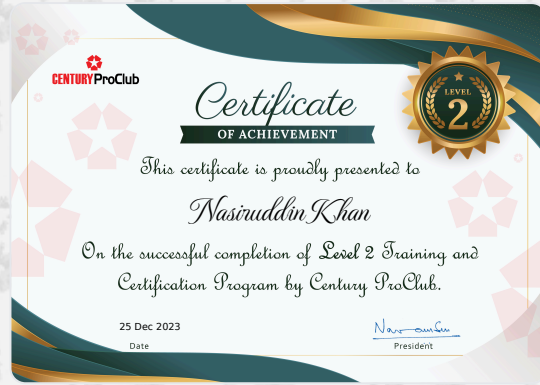 CENTURY ProClub
Certificate
OF ACHIEVEMENT
LEVEL
2
This certificate is proudly presented to
Nasiruddin Khan
On the successful completion of Level 2 Training and
Certification Program by Century ProClub.
25 Dec 2023
Date
President